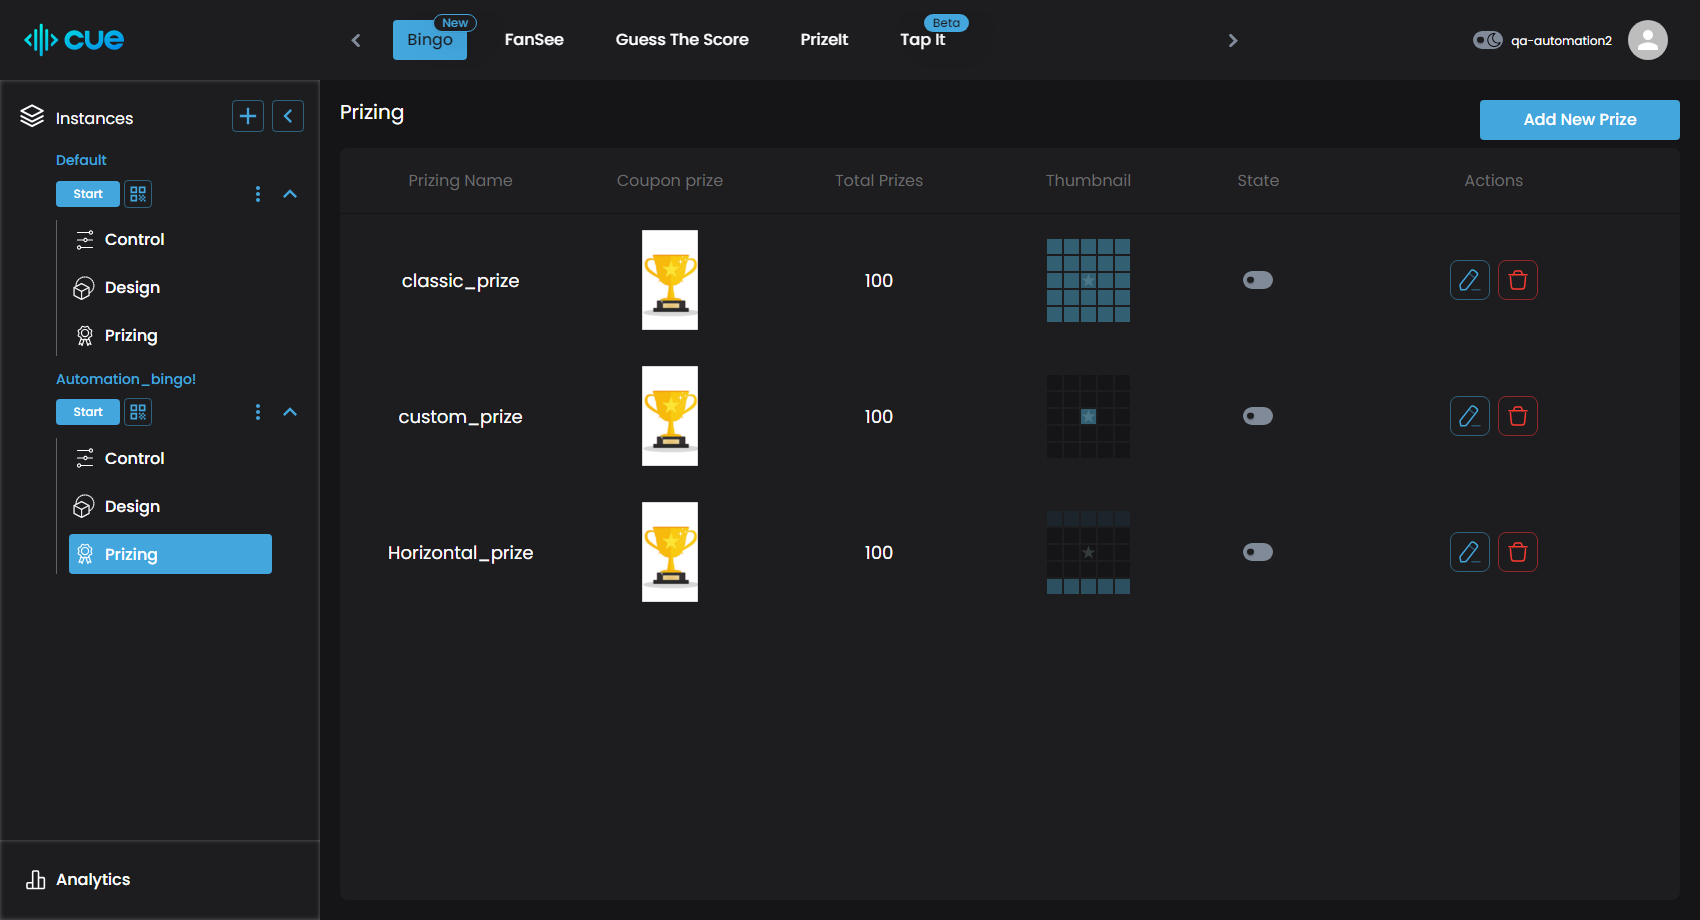 cue
Bingo
New
FanSee
Guess The Score
PrizeIt
Tap It
Beta
qa-automation2
Instances
Default
Start
Control
Design
Prizing
Automation_bingo!
Start
Control
Design
Prizing
Analytics
Prizing
Add New Prize
Prizing Name Coupon prize Total Prizes Thumbnail State Actions
classic_prize 100
custom_prize 100
Horizontal_prize 100